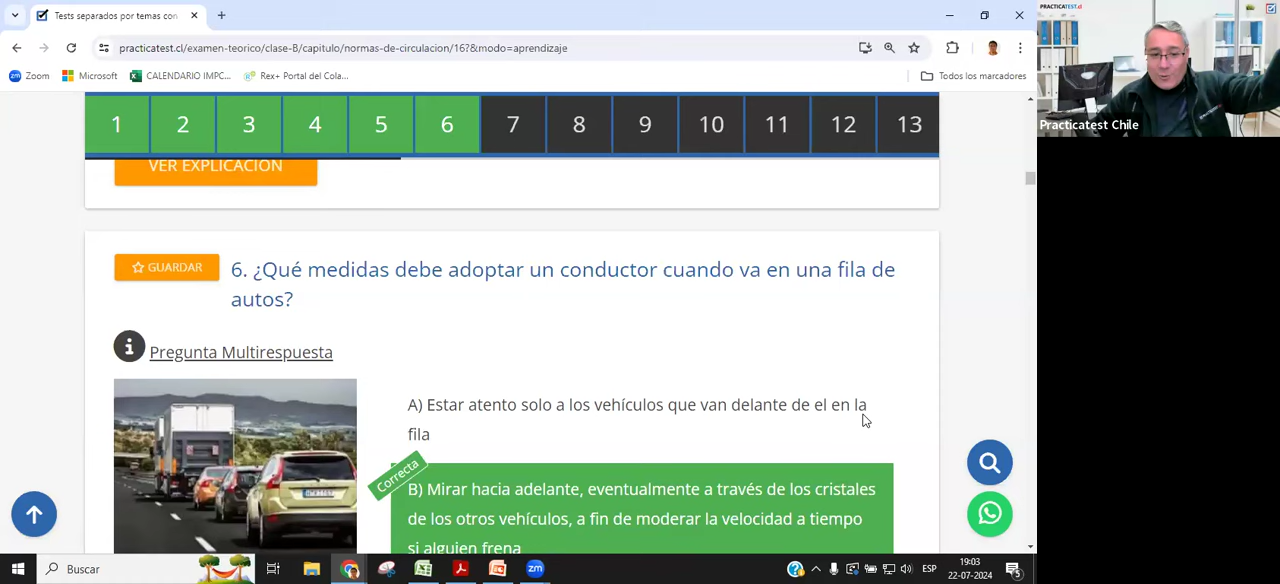 Tests separados por temas con
practicatest.cl/examen-teorico/clase-B/capitulo/normas-de-circulacion/16?&modo=aprendizaje
Zoom
Microsoft
CALENDARIO IMPC...
Rex+ Portal del Cola...
Todos los marcadores
1 2 3 4 5 6 7 8 9 10 11 12 13
VER EXPLICACIÓN
GUARDAR
6. ¿Qué medidas debe adoptar un conductor cuando va en una fila de
autos?
Pregunta Multirespuesta
A) Estar atento solo a los vehículos que van delante de el en la
fila
Correcta
B) Mirar hacia adelante, eventualmente a través de los cristales
de los otros vehículos, a fin de moderar la velocidad a tiempo
si alguien frena
PRACTICATEST.cl
Practicatest Chile
Buscar
ESP
19:03
22-07-2024
5